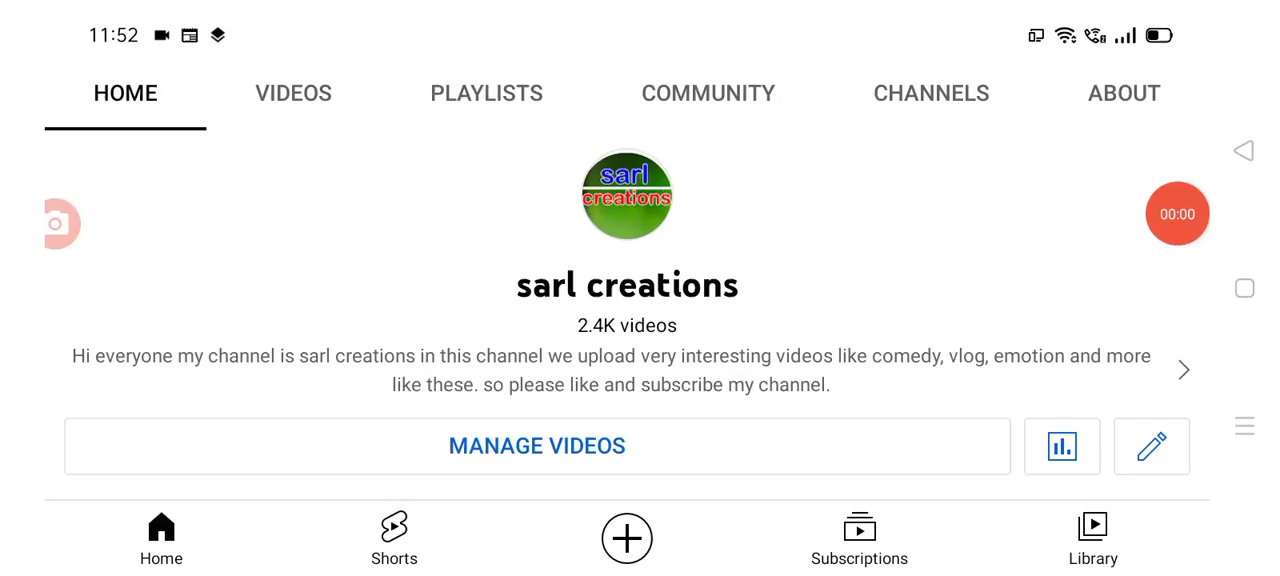 11:52
HOME VIDEOS PLAYLISTS COMMUNITY CHANNELS ABOUT
sarl
creations
00:00
sarl creations
2.4K videos
Hi everyone my channel is sarl creations in this channel we upload very interesting videos like comedy, vlog, emotion and more
like these. so please like and subscribe my channel.
MANAGE VIDEOS
Home Shorts Subscriptions Library